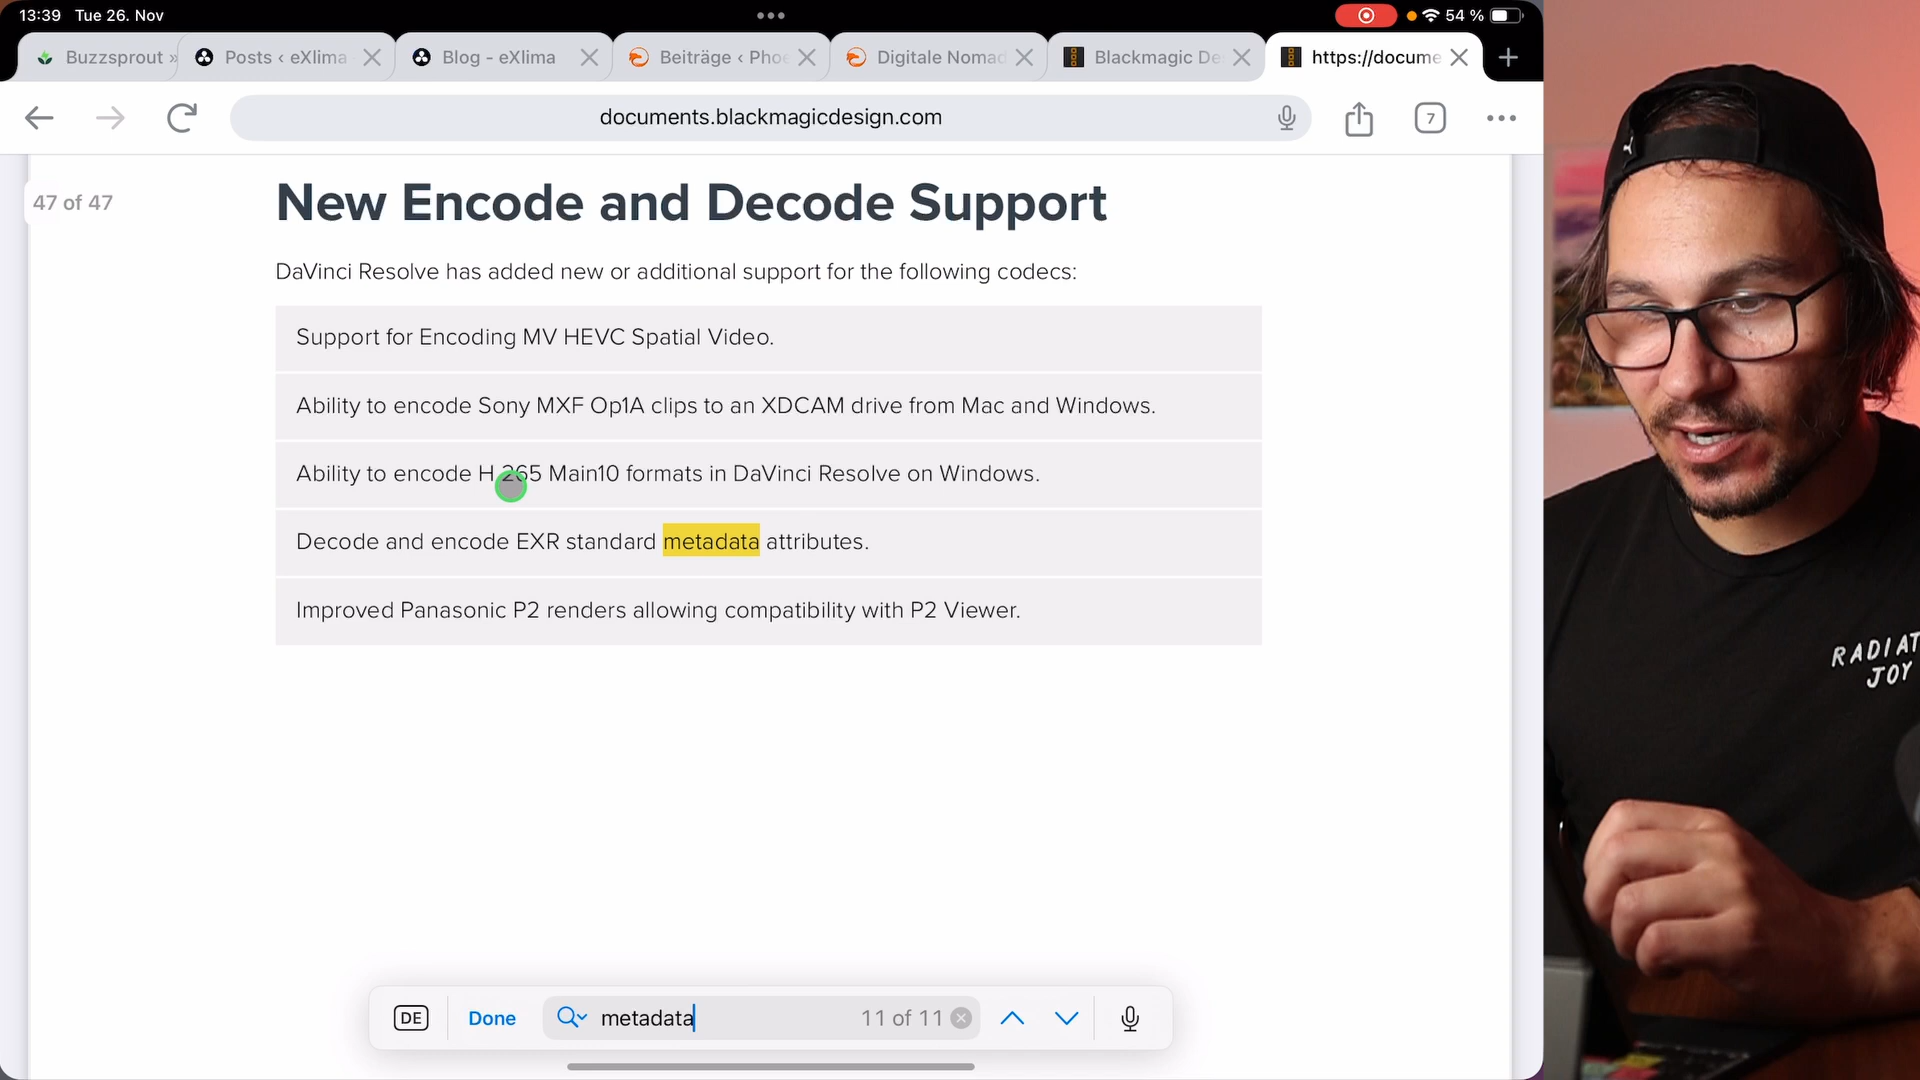 13:39 Tue 26. Nov
54 %
Buzzsprout »
Posts ‹ eXlima
Blog - eXlima
Beiträge ‹ Phoe
Digitale Nomad
Blackmagic De
https://docume
documents.blackmagicdesign.com
7
47 of 47
New Encode and Decode Support
DaVinci Resolve has added new or additional support for the following codecs:
Support for Encoding MV HEVC Spatial Video.
Ability to encode Sony MXF Op1A clips to an XDCAM drive from Mac and Windows.
Ability to encode H.265 Main10 formats in DaVinci Resolve on Windows.
Decode and encode EXR standard metadata attributes.
Improved Panasonic P2 renders allowing compatibility with P2 Viewer.
DE
Done
metadata
11 of 11
RADIAT
JOY